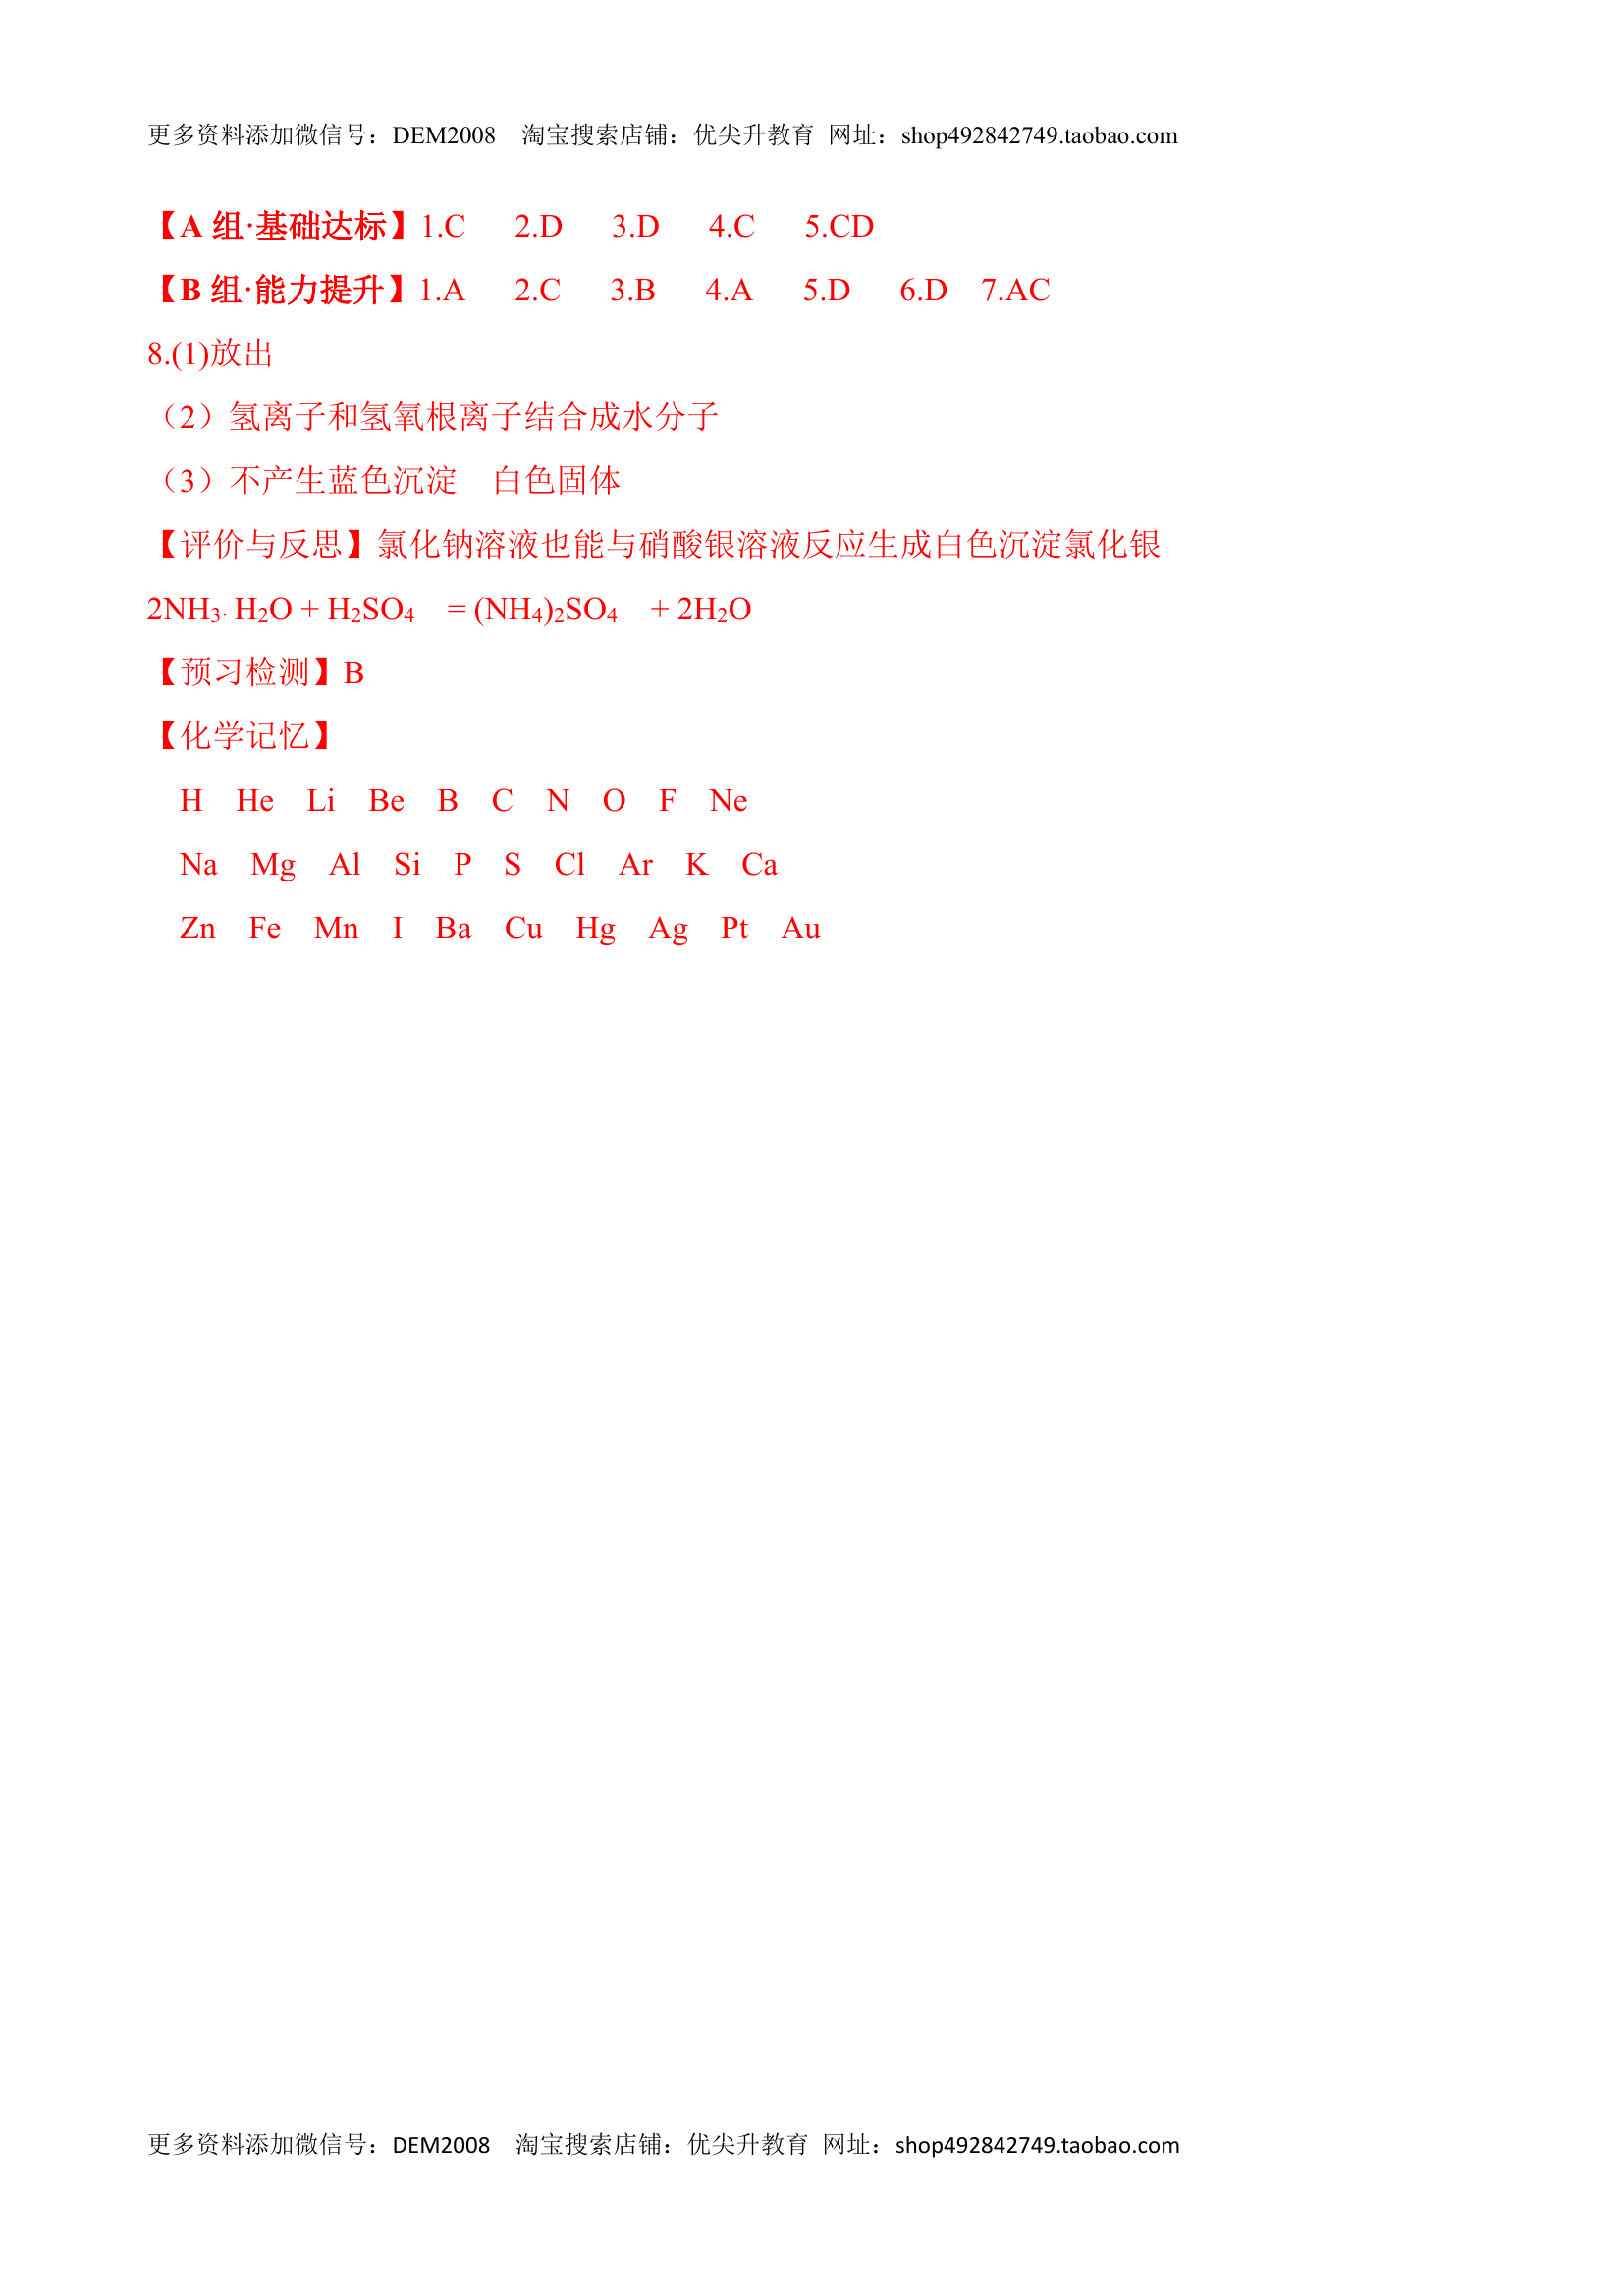 更多资料添加微信号：DEM2008  淘宝搜索店铺：优尖升教育 网址：shop492842749.taobao.com
【A 组·基础达标】1.C  2.D  3.D  4.C  5.CD
【B 组·能力提升】1.A  2.C  3.B  4.A  5.D  6.D  7.AC
8.(1)放出
（2）氢离子和氢氧根离子结合成水分子
（3）不产生蓝色沉淀  白色固体
【评价与反思】氯化钠溶液也能与硝酸银溶液反应生成白色沉淀氯化银
2NH₃· H₂O + H₂SO₄  = (NH₄)₂SO₄  + 2H₂O
【预习检测】B
【化学记忆】
H  He  Li  Be  B  C  N  O  F  Ne
Na  Mg  Al  Si  P  S  Cl  Ar  K  Ca
Zn  Fe  Mn  I  Ba  Cu  Hg  Ag  Pt  Au
更多资料添加微信号：DEM2008  淘宝搜索店铺：优尖升教育 网址：shop492842749.taobao.com